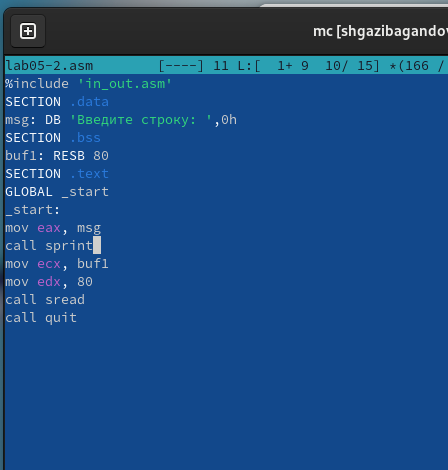 mc [shgazibagando
lab05-2.asm [----] 11 L:[ 1+ 9 10/ 15] *(166 /
%include 'in_out.asm'
SECTION .data
msg: DB 'Введите строку: ',0h
SECTION .bss
buf1: RESB 80
SECTION .text
GLOBAL _start
_start:
mov eax, msg
call sprint
mov ecx, buf1
mov edx, 80
call sread
call quit